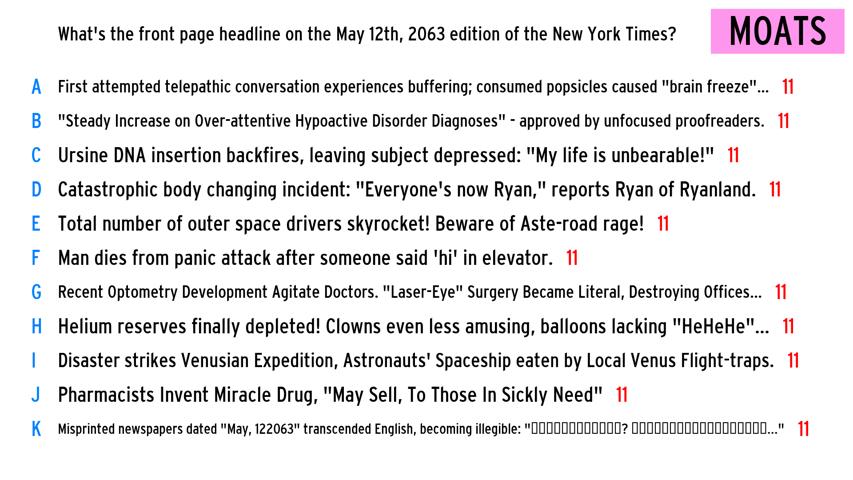 What's the front page headline on the May 12th, 2063 edition of the New York Times?
MOATS
A First attempted telepathic conversation experiences buffering; consumed popsicles caused "brain freeze"... 11
B "Steady Increase on Over-attentive Hypoactive Disorder Diagnoses" - approved by unfocused proofreaders. 11
C Ursine DNA insertion backfires, leaving subject depressed: "My life is unbearable!" 11
D Catastrophic body changing incident: "Everyone's now Ryan," reports Ryan of Ryanland. 11
E Total number of outer space drivers skyrocket! Beware of Aste-road rage! 11
F Man dies from panic attack after someone said 'hi' in elevator. 11
G Recent Optometry Development Agitate Doctors. "Laser-Eye" Surgery Became Literal, Destroying Offices... 11
H Helium reserves finally depleted! Clowns even less amusing, balloons lacking "HeHeHe"... 11
I Disaster strikes Venusian Expedition, Astronauts' Spaceship eaten by Local Venus Flight-traps. 11
J Pharmacists Invent Miracle Drug, "May Sell, To Those In Sickly Need" 11
K Misprinted newspapers dated "May, 122063" transcended English, becoming illegible: "▯▯▯▯▯▯▯▯▯▯▯▯▯? ▯▯▯▯▯▯▯▯▯▯▯▯▯▯▯▯▯▯▯..." 11